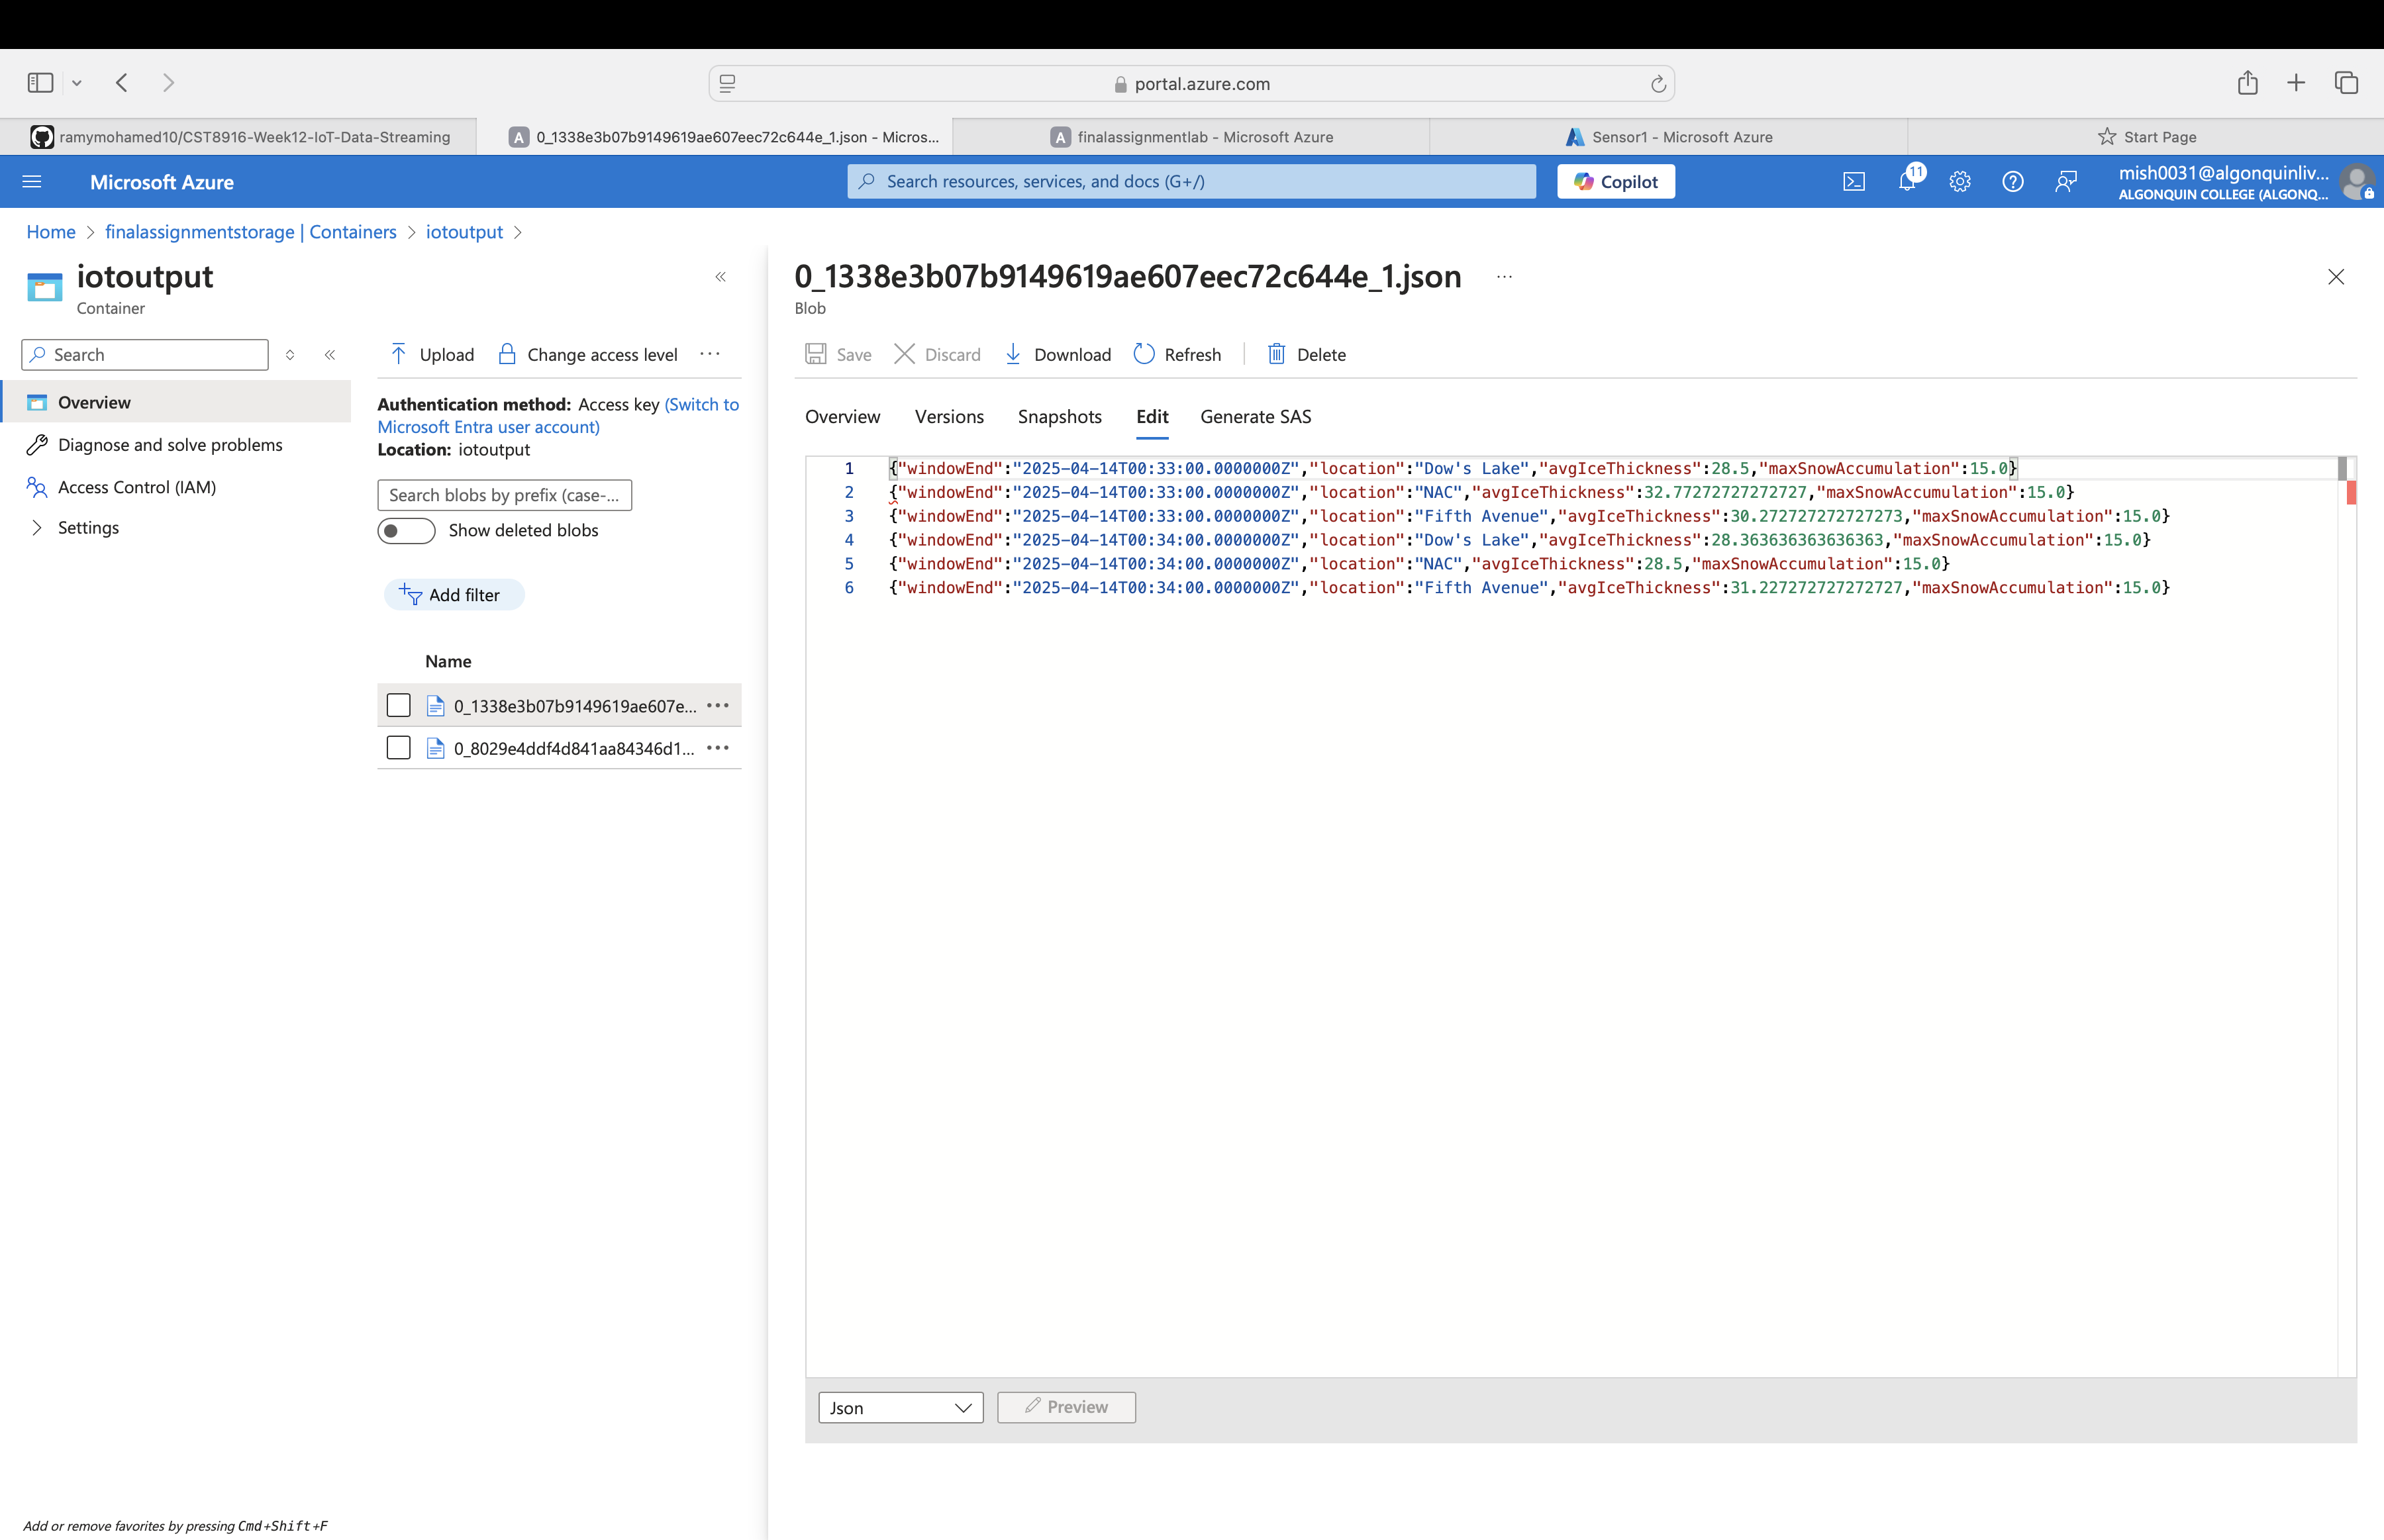 portal.azure.com
ramymohamed10/CST8916-Week12-IoT-Data-Streaming
0_1338e3b07b9149619ae607eec72c644e_1.json - Micros...
finalassignmentlab - Microsoft Azure
Sensor1 - Microsoft Azure
Start Page
Microsoft Azure
Search resources, services, and docs (G+/)
Copilot
11
mish0031@algonquinliv...
ALGONQUIN COLLEGE (ALGONQ...
Home > finalassignmentstorage | Containers > iotoutput >
iotoutput
Container
Search
Overview
Diagnose and solve problems
Access Control (IAM)
Settings
Upload
Change access level
Authentication method: Access key (Switch to
Microsoft Entra user account)
Location: iotoutput
Search blobs by prefix (case-...
Show deleted blobs
Add filter
Name
0_1338e3b07b9149619ae607e...
0_8029e4ddf4d841aa84346d1...
0_1338e3b07b9149619ae607eec72c644e_1.json
Blob
Save
Discard
Download
Refresh
Delete
Overview
Versions
Snapshots
Edit
Generate SAS
1 {"windowEnd":"2025-04-14T00:33:00.0000000Z","location":"Dow's Lake","avgIceThickness":28.5,"maxSnowAccumulation":15.0}
2 {"windowEnd":"2025-04-14T00:33:00.0000000Z","location":"NAC","avgIceThickness":32.77272727272727,"maxSnowAccumulation":15.0}
3 {"windowEnd":"2025-04-14T00:33:00.0000000Z","location":"Fifth Avenue","avgIceThickness":30.272727272727273,"maxSnowAccumulation":15.0}
4 {"windowEnd":"2025-04-14T00:34:00.0000000Z","location":"Dow's Lake","avgIceThickness":28.363636363636363,"maxSnowAccumulation":15.0}
5 {"windowEnd":"2025-04-14T00:34:00.0000000Z","location":"NAC","avgIceThickness":28.5,"maxSnowAccumulation":15.0}
6 {"windowEnd":"2025-04-14T00:34:00.0000000Z","location":"Fifth Avenue","avgIceThickness":31.227272727272727,"maxSnowAccumulation":15.0}
Json
Preview
Add or remove favorites by pressing Cmd+Shift+F